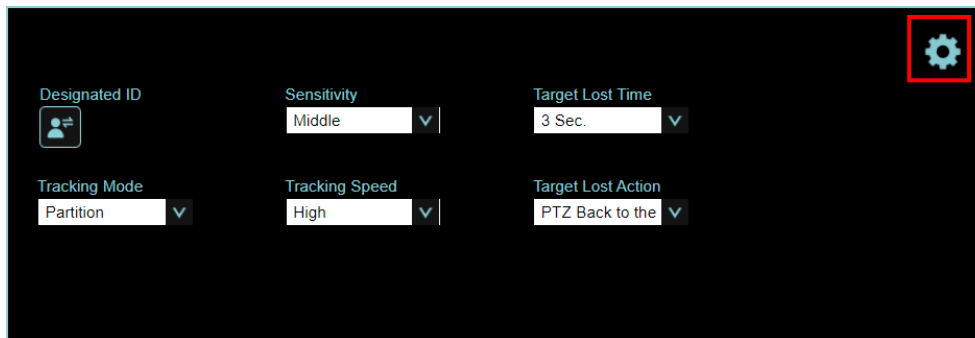 Designated ID
Sensitivity
Target Lost Time
Middle
3 Sec.
Tracking Mode
Tracking Speed
Target Lost Action
Partition
High
PTZ Back to the